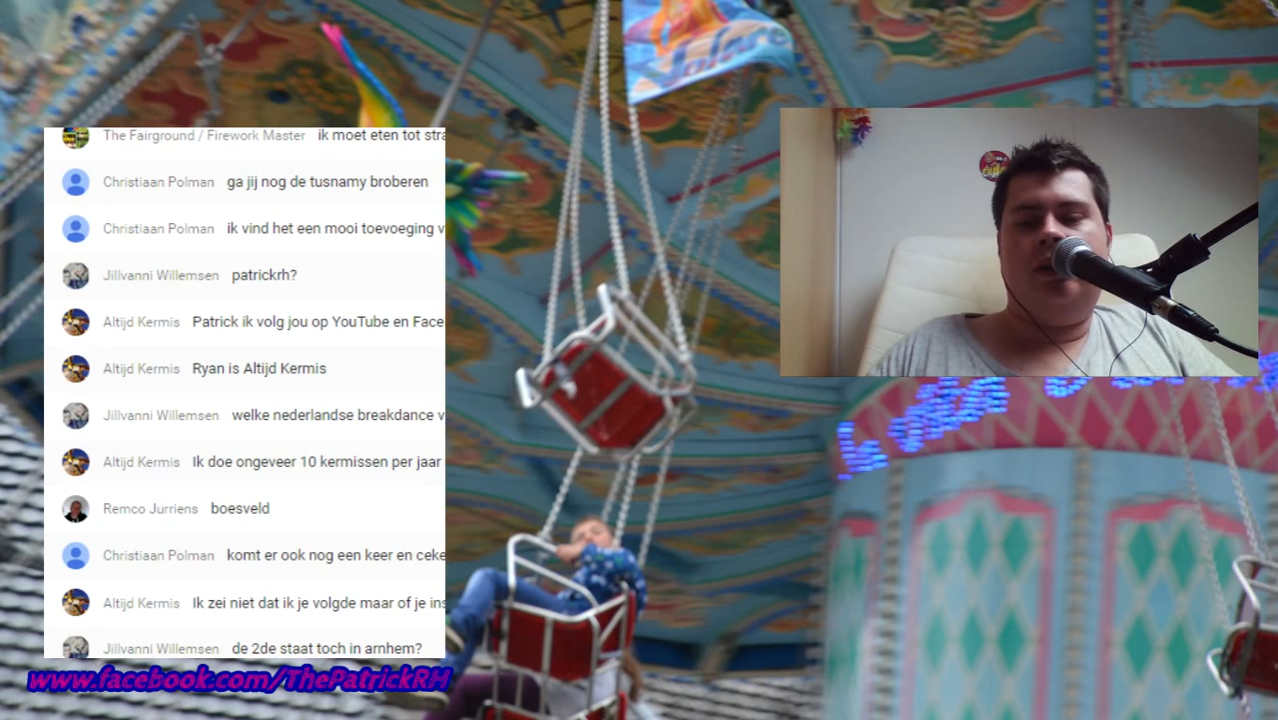 The Fairground / Firework Master ik moet eten tot stra
Christiaan Polman ga jij nog de tusnamy broberen
Christiaan Polman ik vind het een mooi toevoeging v
Jillvanni Willemsen patrickrh?
Altijd Kermis Patrick ik volg jou op YouTube en Face
Altijd Kermis Ryan is Altijd Kermis
Jillvanni Willemsen welke nederlandse breakdance v
Altijd Kermis Ik doe ongeveer 10 kermissen per jaar
Remco Jurriens boesveld
Christiaan Polman komt er ook nog een keer en ceke
Altijd Kermis Ik zei niet dat ik je volgde maar of je ins
Jillvanni Willemsen de 2de staat toch in arnhem?
www.facebook.com/ThePatrickRH